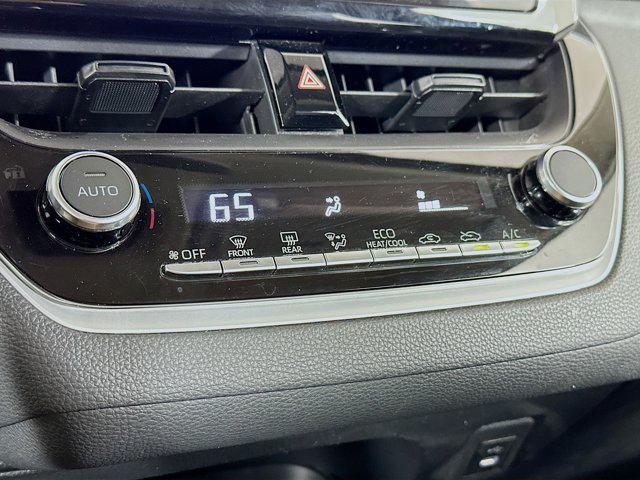 AUTO
65
OFF
FRONT
REAR
ECO
HEAT/COOL
A/C